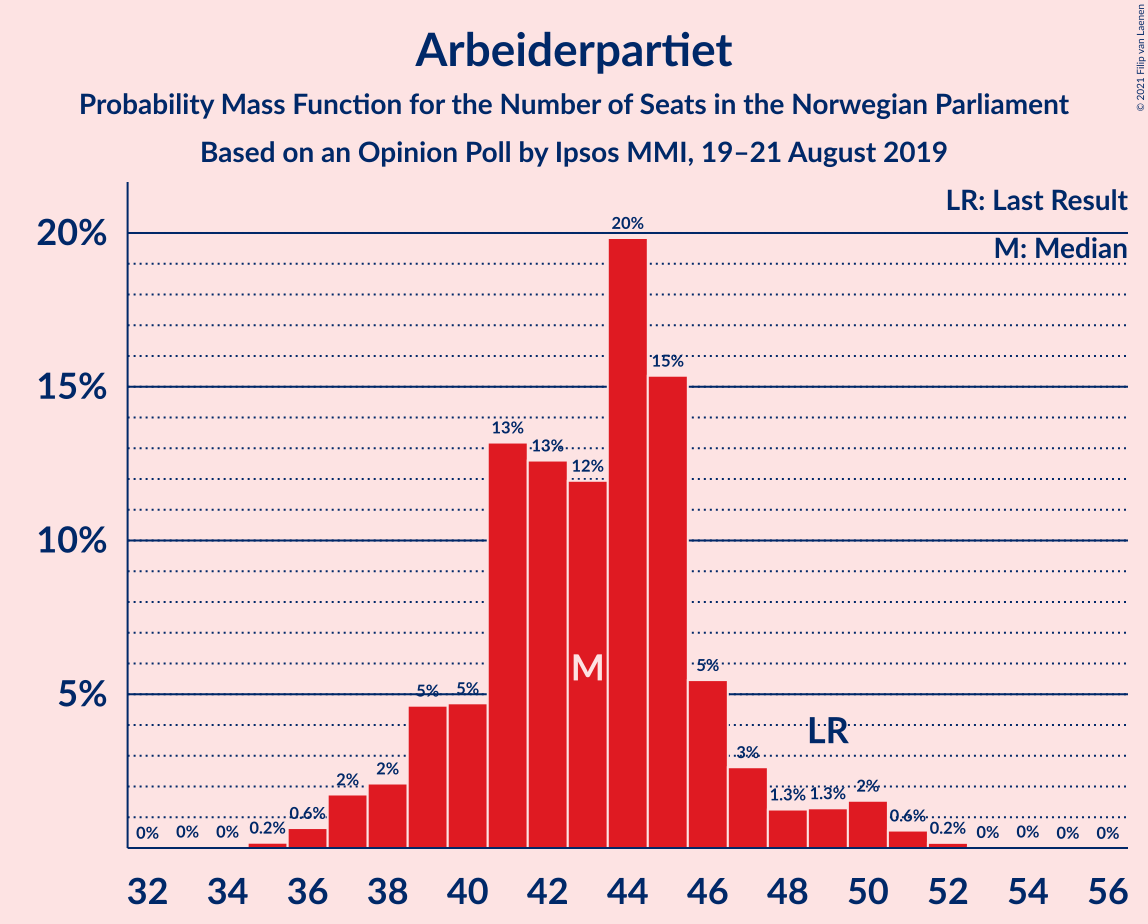 Arbeiderpartiet
Probability Mass Function for the Number of Seats in the Norwegian Parliament
Based on an Opinion Poll by Ipsos MMI, 19–21 August 2019
© 2021 Filip van Laenen
LR: Last Result
M: Median
20%
15%
10%
5%
0% 0% 0% 0.2% 0.6% 2% 2% 5% 5% 13% 13% 12% 20% 15% 5% 3% 1.3% 1.3% 2% 0.6% 0.2% 0% 0% 0% 0%
M
LR
32 34 36 38 40 42 44 46 48 50 52 54 56